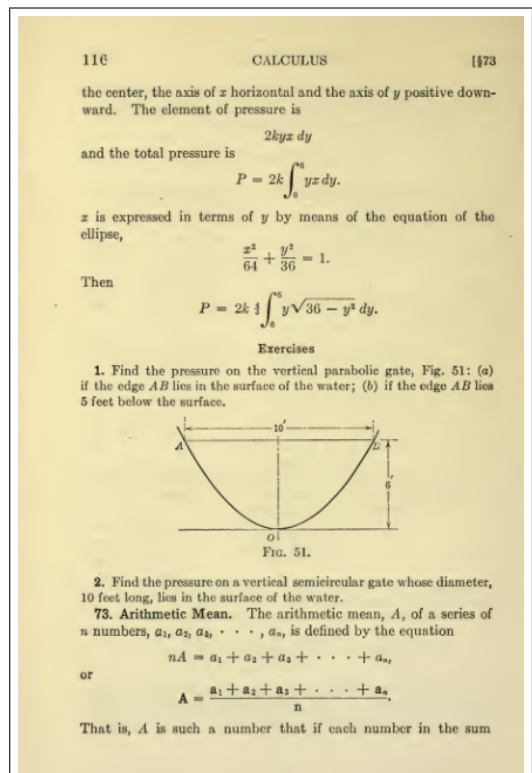 116 CALCULUS [§73
the center, the axis of x horizontal and the axis of y positive down-
ward. The element of pressure is
2kyx dy
and the total pressure is
P = 2k ∫₀⁶ yx dy.
x is expressed in terms of y by means of the equation of the
ellipse,
x²/64 + y²/36 = 1.
Then
P = 2k 4/3 ∫₀⁶ y√(36 − y²) dy.
Exercises
1. Find the pressure on the vertical parabolic gate, Fig. 51: (a)
if the edge AB lies in the surface of the water; (b) if the edge AB lies
5 feet below the surface.
10′
A B
6′
O
Fig. 51.
2. Find the pressure on a vertical semicircular gate whose diameter,
10 feet long, lies in the surface of the water.
73. Arithmetic Mean. The arithmetic mean, A, of a series of
n numbers, a₁, a₂, a₃, · · · , aₙ, is defined by the equation
nA = a₁ + a₂ + a₃ + · · · + aₙ,
or
A = (a₁ + a₂ + a₃ + · · · + aₙ)/n.
That is, A is such a number that if each number in the sum